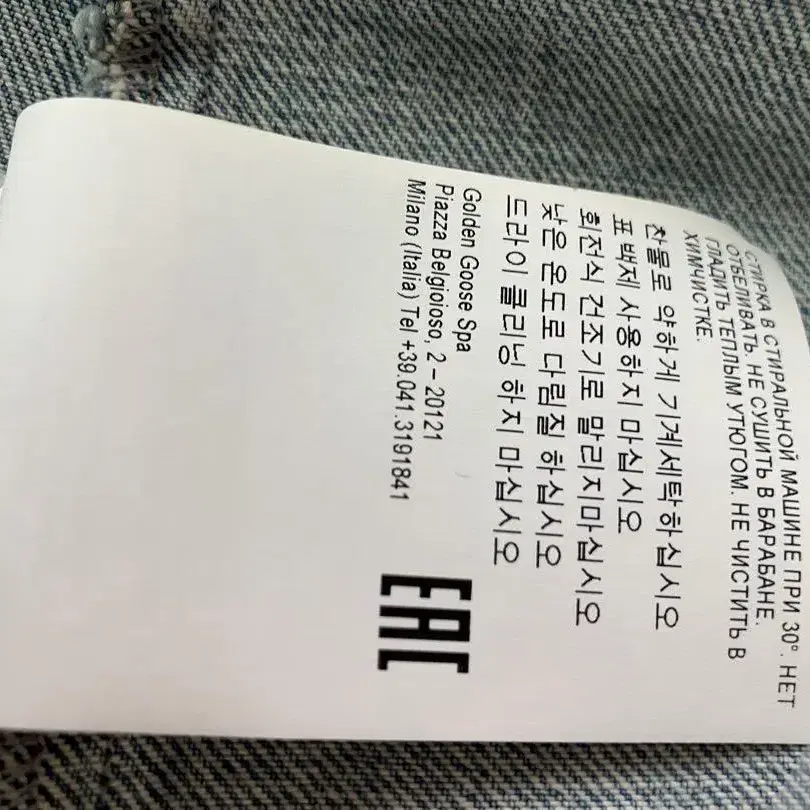 СТИРКА В СТИРАЛЬНОЙ МАШИНЕ ПРИ 30°. НЕТ
ОТБЕЛИВАТЬ. НЕ СУШИТЬ В БАРАБАНЕ.
ГЛАДИТЬ ТЕПЛЫМ УТЮГОМ. НЕ ЧИСТИТЬ В
ХИМЧИСТКЕ.
찬물로 약하게 기계세탁하십시오
표백제 사용하지 마십시오
회전식 건조기로 말리지마십시오
낮은 온도로 다림질 하십시오
드라이 클리닝 하지 마십시오
Golden Goose Spa
Piazza Belgioioso, 2 – 20121
Milano (Italia) Tel +39.041.3191841
EAC